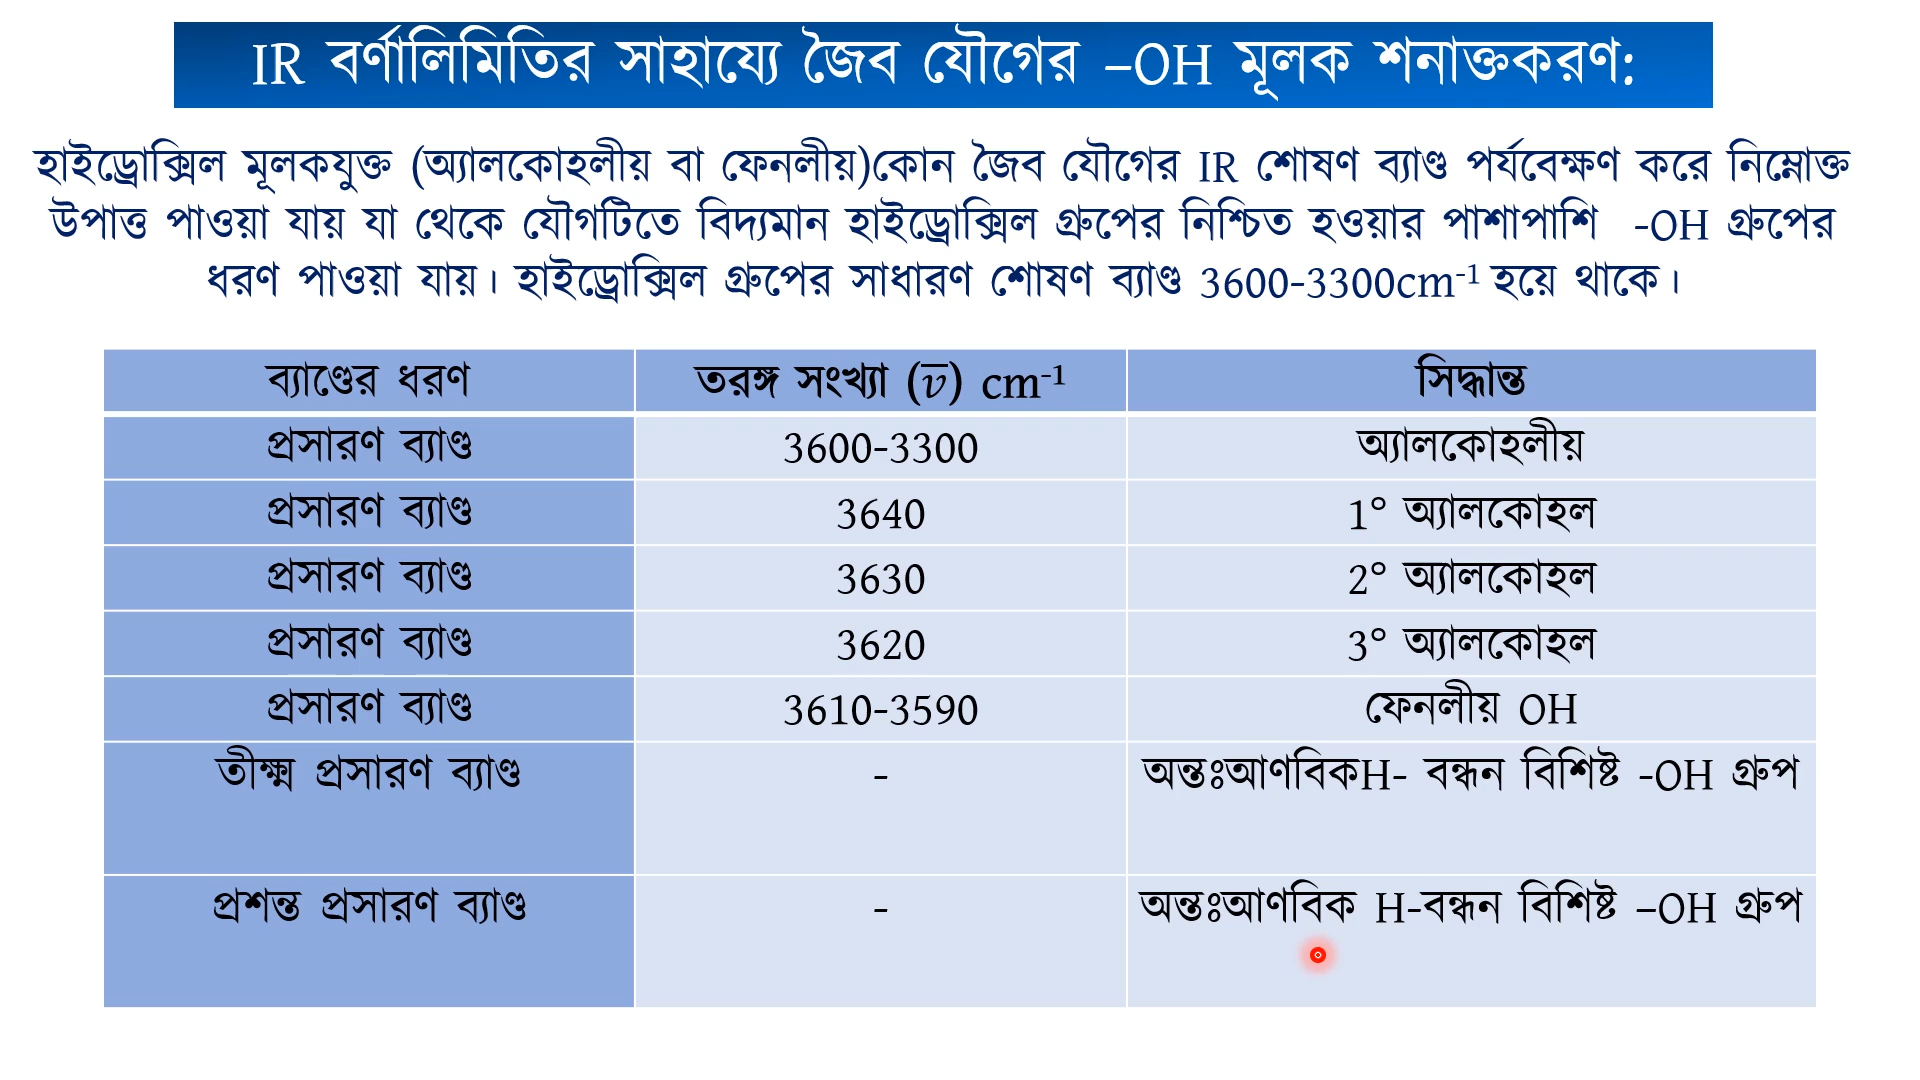 IR বর্ণালিমিতির সাহায্যে জৈব যৌগের –OH মূলক শনাক্তকরণ:
হাইড্রোক্সিল মূলকযুক্ত (অ্যালকোহলীয় বা ফেনলীয়)কোন জৈব যৌগের IR শোষণ ব্যাণ্ড পর্যবেক্ষণ করে নিম্নোক্ত
উপাত্ত পাওয়া যায় যা থেকে যৌগটিতে বিদ্যমান হাইড্রোক্সিল গ্রুপের নিশ্চিত হওয়ার পাশাপাশি -OH গ্রুপের
ধরণ পাওয়া যায়। হাইড্রোক্সিল গ্রুপের সাধারণ শোষণ ব্যাণ্ড 3600-3300cm⁻¹ হয়ে থাকে।
ব্যাণ্ডের ধরণ তরঙ্গ সংখ্যা (v̅) cm⁻¹ সিদ্ধান্ত
প্রসারণ ব্যাণ্ড 3600-3300 অ্যালকোহলীয়
প্রসারণ ব্যাণ্ড 3640 1° অ্যালকোহল
প্রসারণ ব্যাণ্ড 3630 2° অ্যালকোহল
প্রসারণ ব্যাণ্ড 3620 3° অ্যালকোহল
প্রসারণ ব্যাণ্ড 3610-3590 ফেনলীয় OH
তীক্ষ্ম প্রসারণ ব্যাণ্ড - অন্তঃআণবিকH- বন্ধন বিশিষ্ট -OH গ্রুপ
প্রশস্ত প্রসারণ ব্যাণ্ড - অন্তঃআণবিক H-বন্ধন বিশিষ্ট –OH গ্রুপ